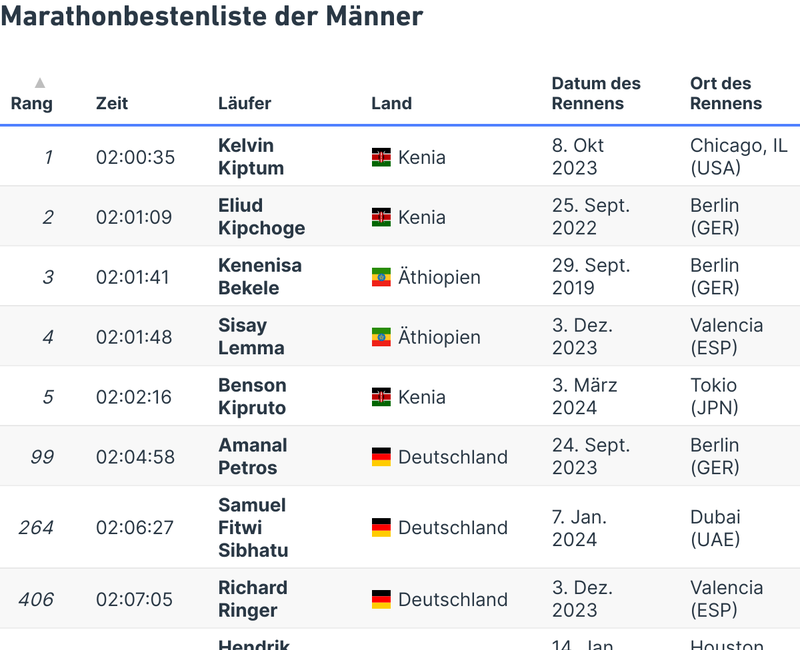 Marathonbestenliste der Männer
▲
Rang Zeit Läufer Land Datum des Rennens Ort des Rennens
1 02:00:35 Kelvin Kiptum Kenia 8. Okt 2023 Chicago, IL (USA)
2 02:01:09 Eliud Kipchoge Kenia 25. Sept. 2022 Berlin (GER)
3 02:01:41 Kenenisa Bekele Äthiopien 29. Sept. 2019 Berlin (GER)
4 02:01:48 Sisay Lemma Äthiopien 3. Dez. 2023 Valencia (ESP)
5 02:02:16 Benson Kipruto Kenia 3. März 2024 Tokio (JPN)
99 02:04:58 Amanal Petros Deutschland 24. Sept. 2023 Berlin (GER)
264 02:06:27 Samuel Fitwi Sibhatu Deutschland 7. Jan. 2024 Dubai (UAE)
406 02:07:05 Richard Ringer Deutschland 3. Dez. 2023 Valencia (ESP)
Hendrik 14. Jan. Houston